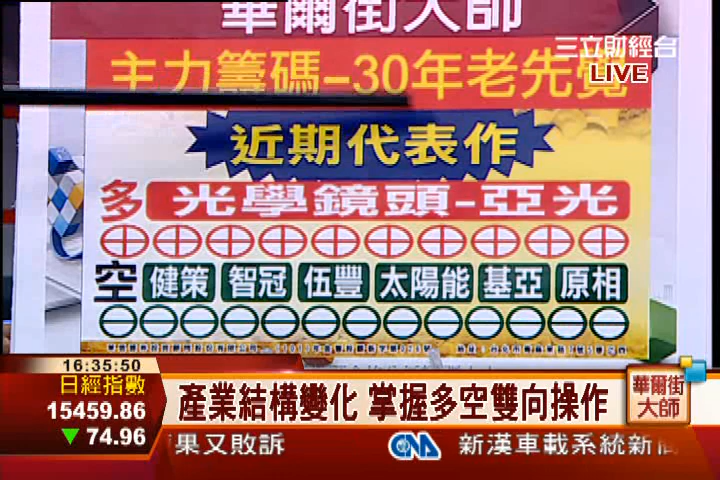 華爾街大師
三立財經台
LIVE
主力籌碼-30年老先覺
近期代表作
多 光學鏡頭-亞光
空 健策 智冠 伍豐 太陽能 基亞 原相
16:35:50
日經指數
15459.86
▼ 74.96
產業結構變化 掌握多空雙向操作
華爾街
大師
果又敗訴 CNA 新漢車載系統新